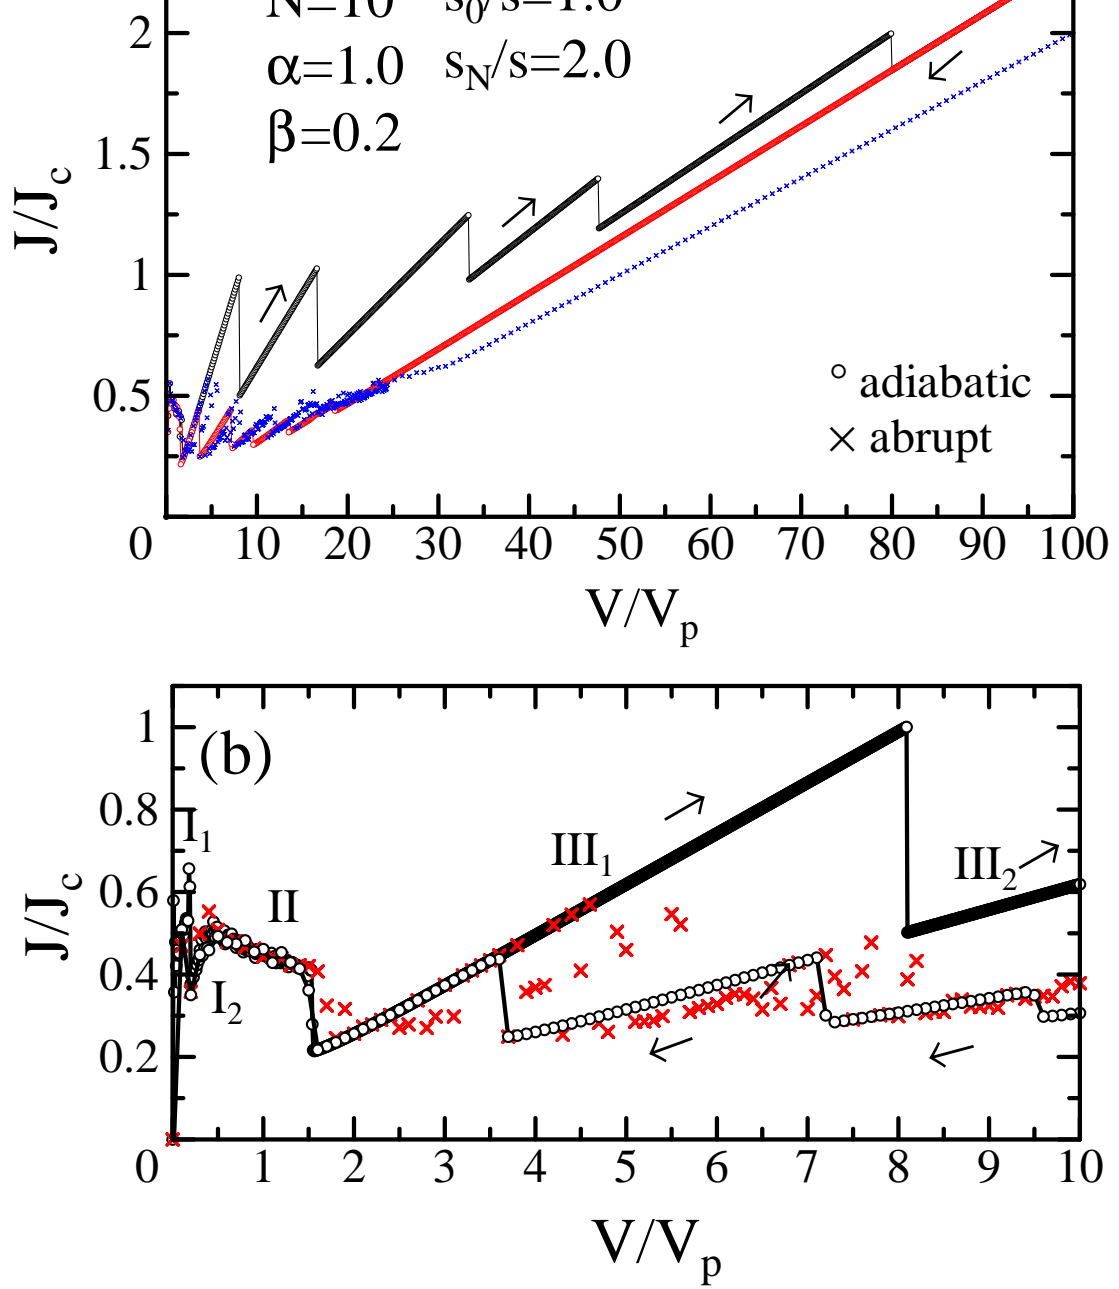 N=10 s0/s=1.0
2
α=1.0 sN/s=2.0
β=0.2
1.5
J/Jc
1
0.5
○ adiabatic
× abrupt
0 10 20 30 40 50 60 70 80 90 100
V/Vp
(b)
1
0.8
I1
III1
III2
0.6
II
J/Jc
0.4
I2
0.2
0 1 2 3 4 5 6 7 8 9 10
V/Vp